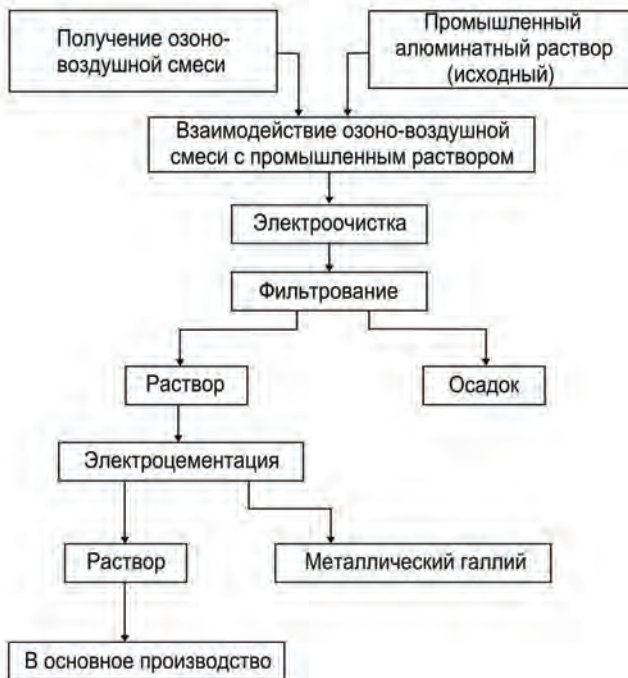 Получение озоно-
воздушной смеси
Промышленный
алюминатный раствор
(исходный)
Взаимодействие озоно-воздушной
смеси с промышленным раствором
Электроочистка
Фильтрование
Раствор
Осадок
Электроцементация
Раствор
Металлический галлий
В основное производство